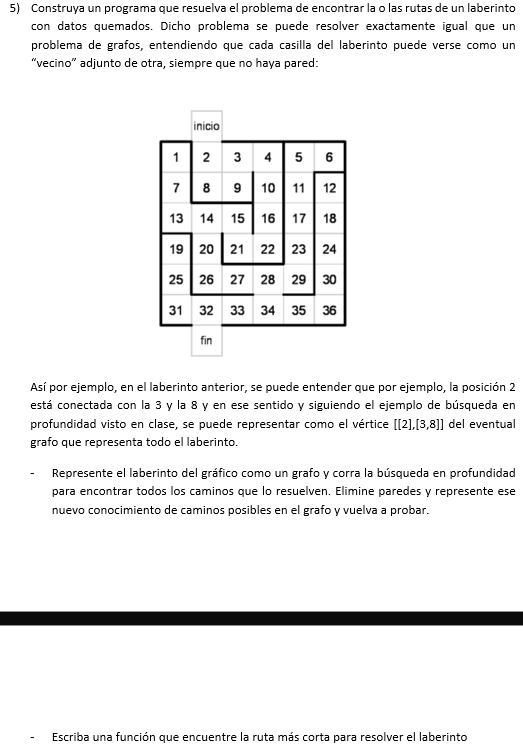 5) Construya un programa que resuelva el problema de encontrar la o las rutas de un laberinto
con datos quemados. Dicho problema se puede resolver exactamente igual que un
problema de grafos, entendiendo que cada casilla del laberinto puede verse como un
“vecino” adjunto de otra, siempre que no haya pared:
inicio
1 2 3 4 5 6
7 8 9 10 11 12
13 14 15 16 17 18
19 20 21 22 23 24
25 26 27 28 29 30
31 32 33 34 35 36
fin
Así por ejemplo, en el laberinto anterior, se puede entender que por ejemplo, la posición 2
está conectada con la 3 y la 8 y en ese sentido y siguiendo el ejemplo de búsqueda en
profundidad visto en clase, se puede representar como el vértice [[2],[3,8]] del eventual
grafo que representa todo el laberinto.
- Represente el laberinto del gráfico como un grafo y corra la búsqueda en profundidad
para encontrar todos los caminos que lo resuelven. Elimine paredes y represente ese
nuevo conocimiento de caminos posibles en el grafo y vuelva a probar.
- Escriba una función que encuentre la ruta más corta para resolver el laberinto